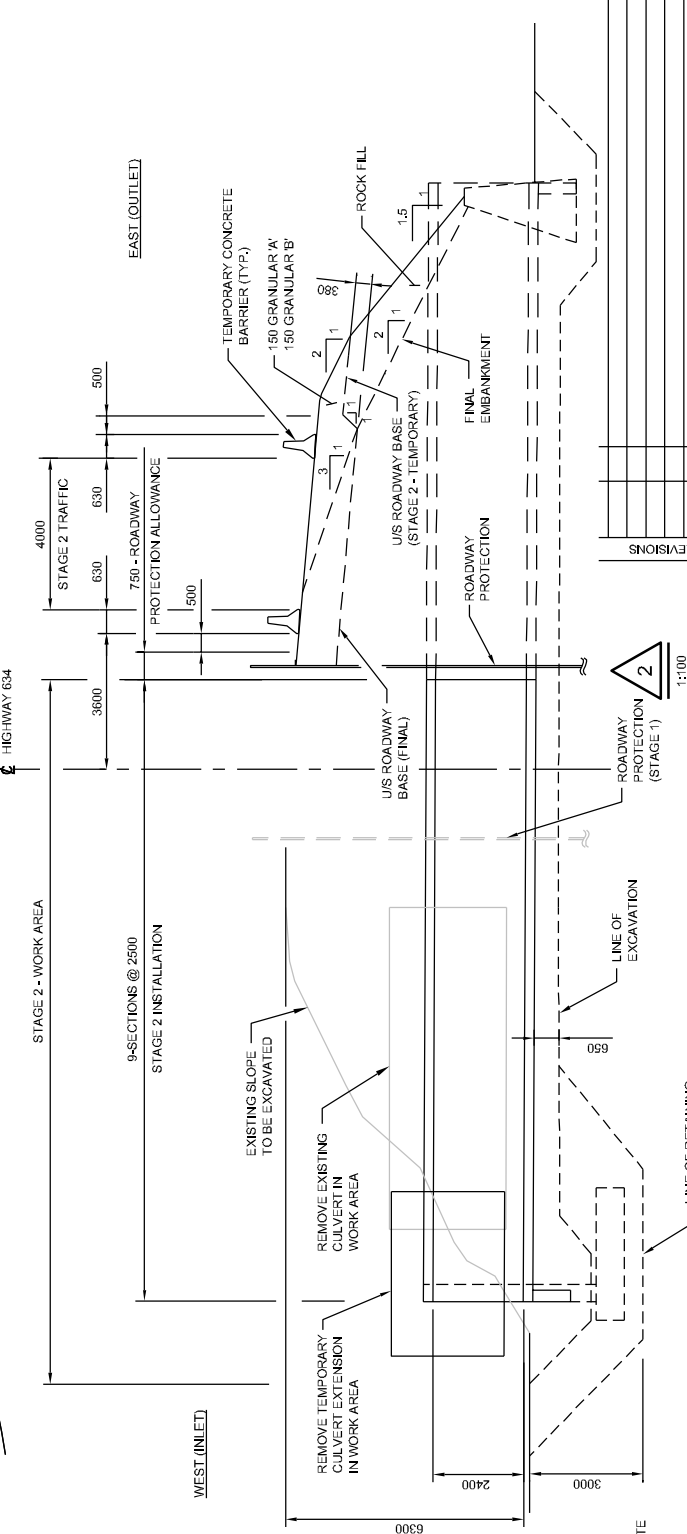 ℄ HIGHWAY 634
STAGE 2 - WORK AREA
9-SECTIONS @ 2500
STAGE 2 INSTALLATION
3600
4000
STAGE 2 TRAFFIC
630
630
500
750 - ROADWAY
PROTECTION ALLOWANCE
500
WEST (INLET)
EAST (OUTLET)
EXISTING SLOPE
TO BE EXCAVATED
REMOVE EXISTING
CULVERT IN
WORK AREA
REMOVE TEMPORARY
CULVERT EXTENSION
IN WORK AREA
TEMPORARY CONCRETE
BARRIER (TYP.)
150 GRANULAR 'A'
150 GRANULAR 'B'
380
ROCK FILL
2
1
3
1
1
1
2
1
1.5
1
U/S ROADWAY BASE
(STAGE 2 - TEMPORARY)
FINAL
EMBANKMENT
U/S ROADWAY
BASE (FINAL)
ROADWAY
PROTECTION
ROADWAY
PROTECTION
(STAGE 1)
LINE OF
EXCAVATION
650
6300
2400
3000
2
1:100
EVISIONS
TE